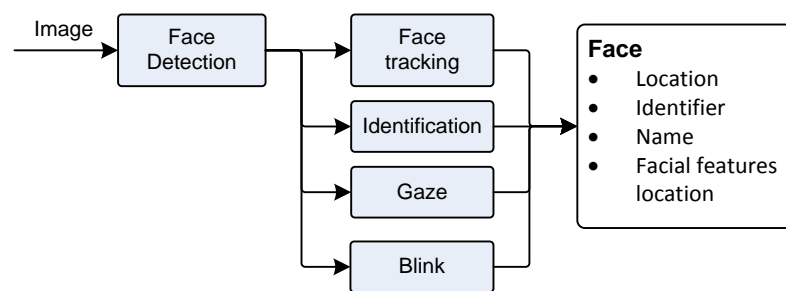 Image
Face
Detection
Face
tracking
Identification
Gaze
Blink
Face
• Location
• Identifier
• Name
• Facial features
location